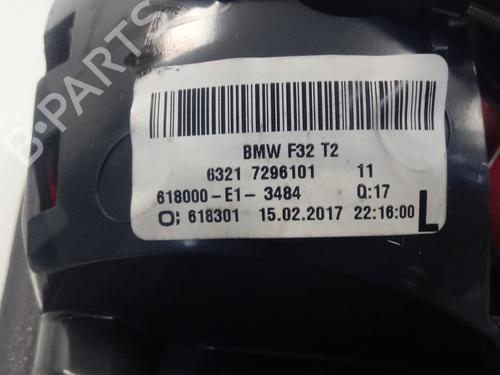 B-PARTS
BMW F32 T2
6321 7296101 11
618000-E1-3484 Q:17
O; 618301 15.02.2017 22:16:00 L